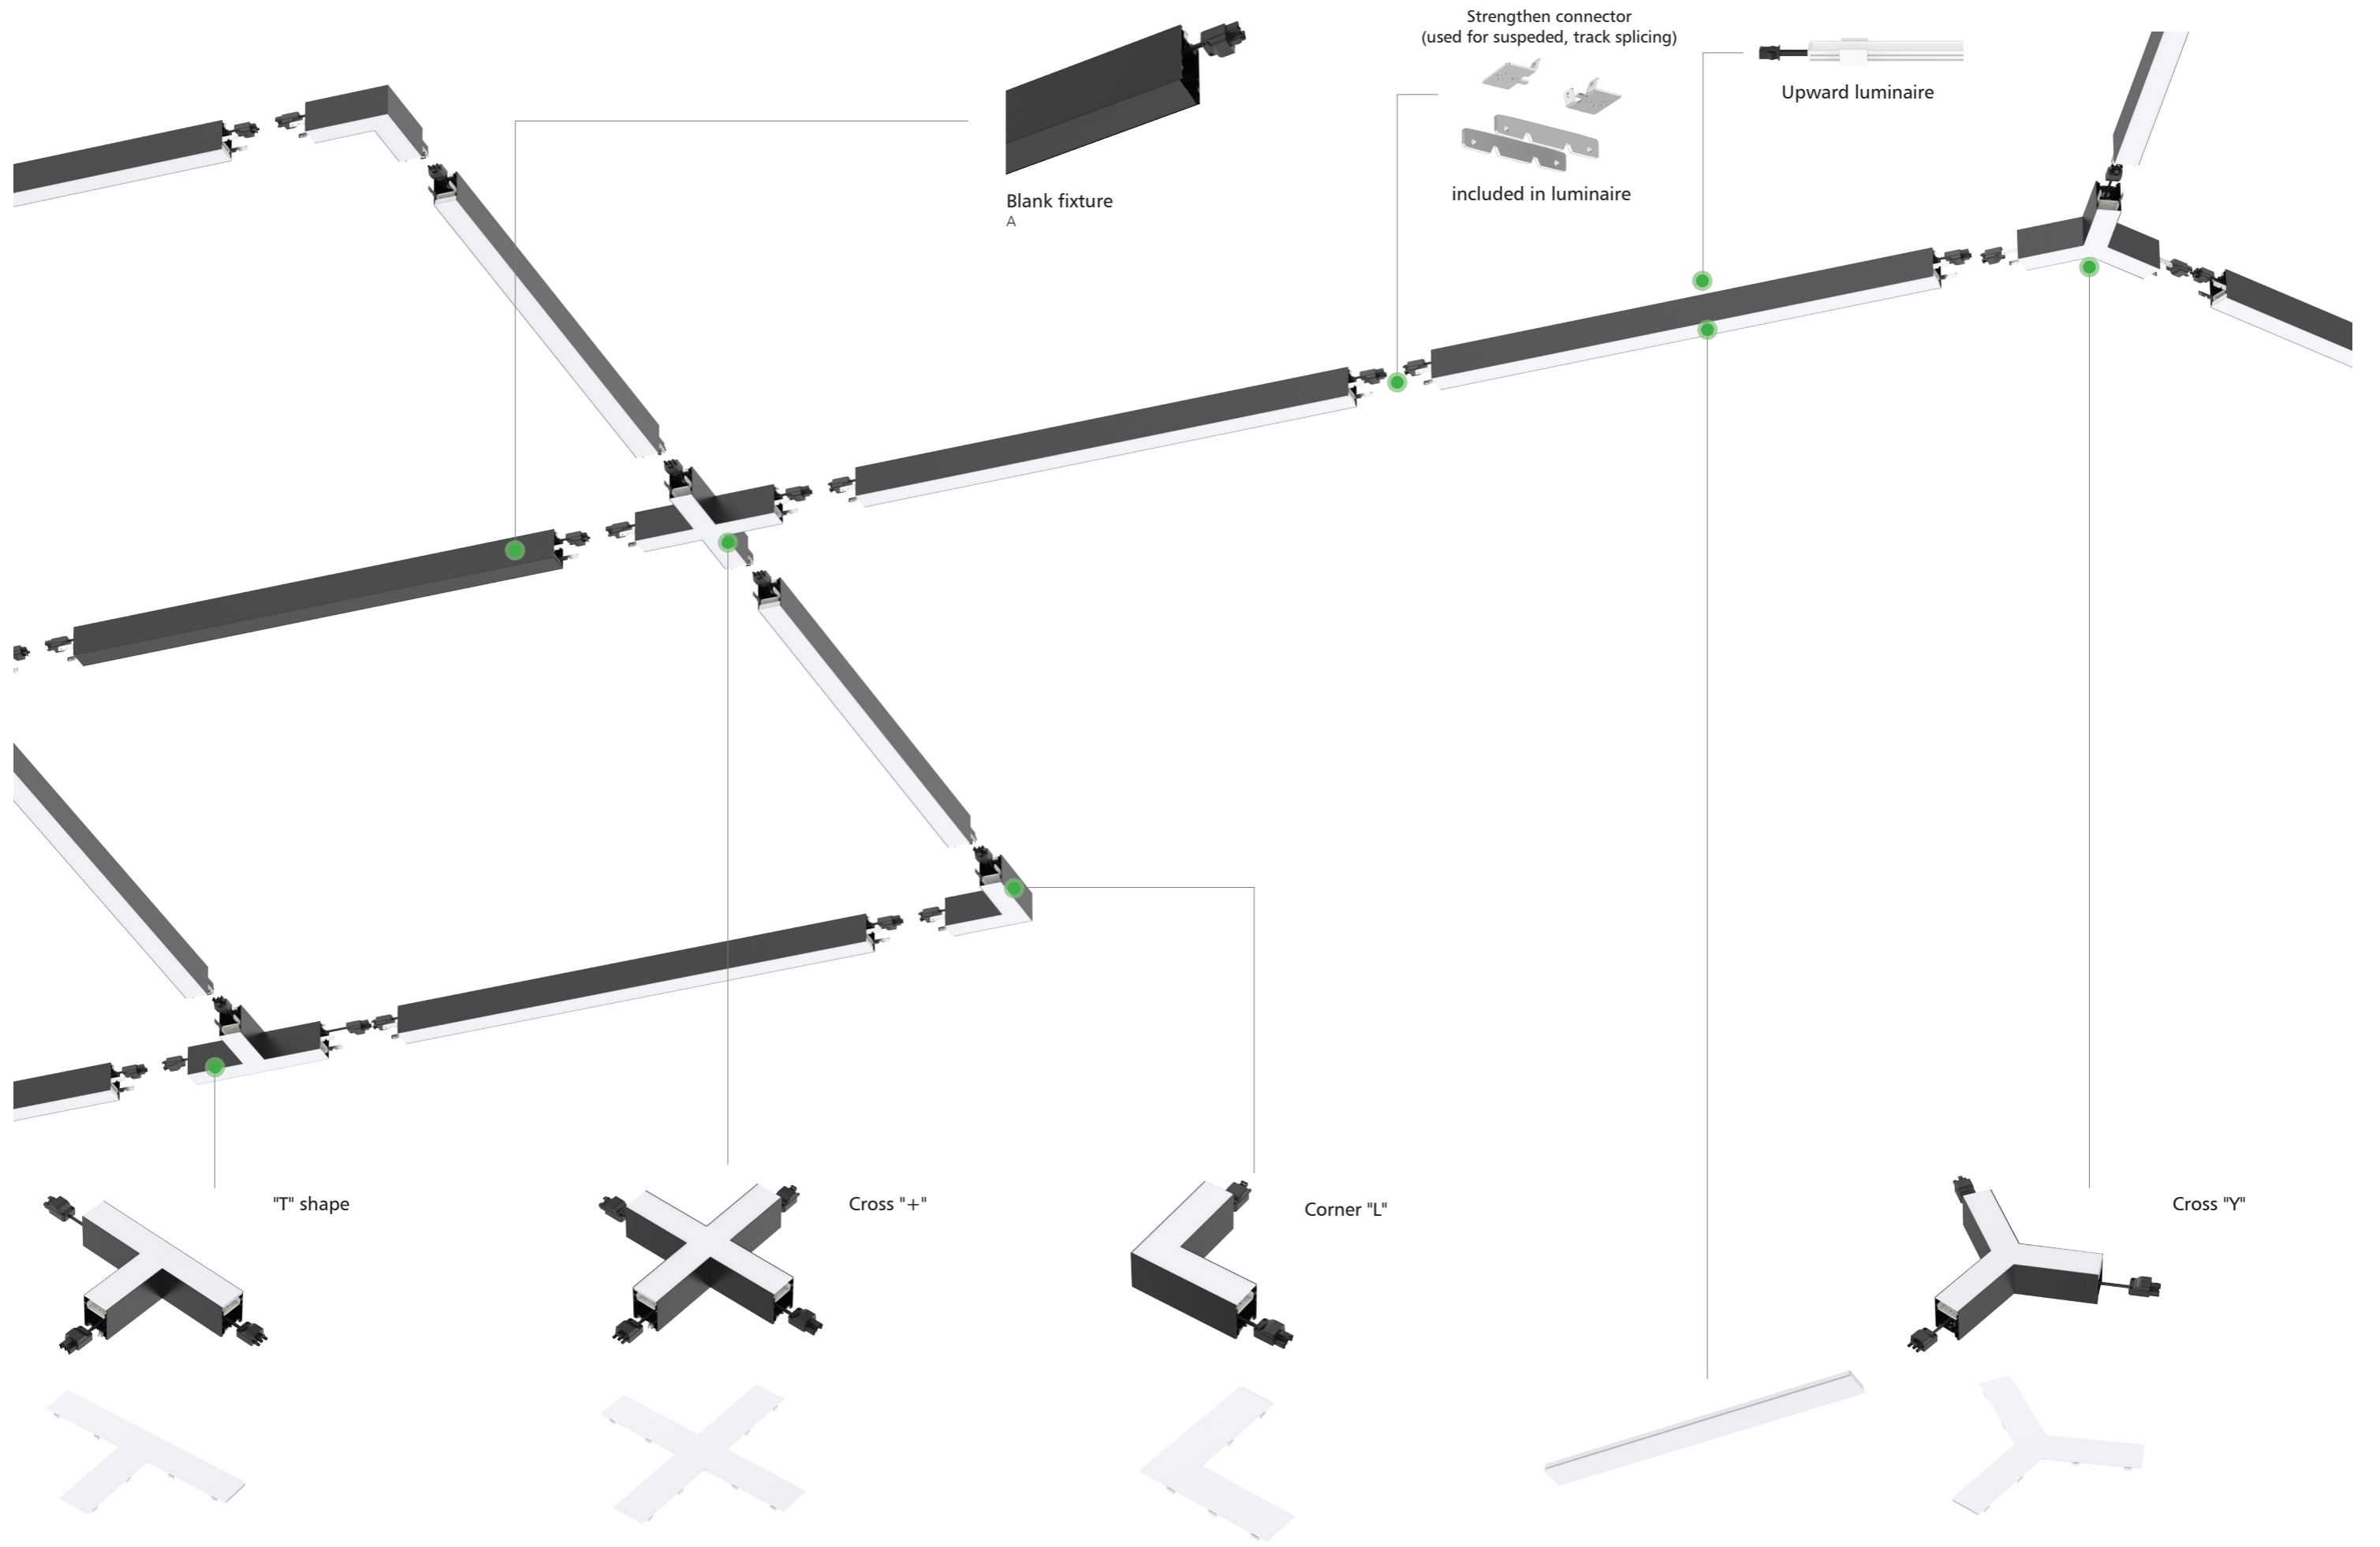 Strengthen connector
(used for suspeded, track splicing)
Upward luminaire
Blank fixture
A
included in luminaire
"T" shape
Cross "+"
Corner "L"
Cross "Y"